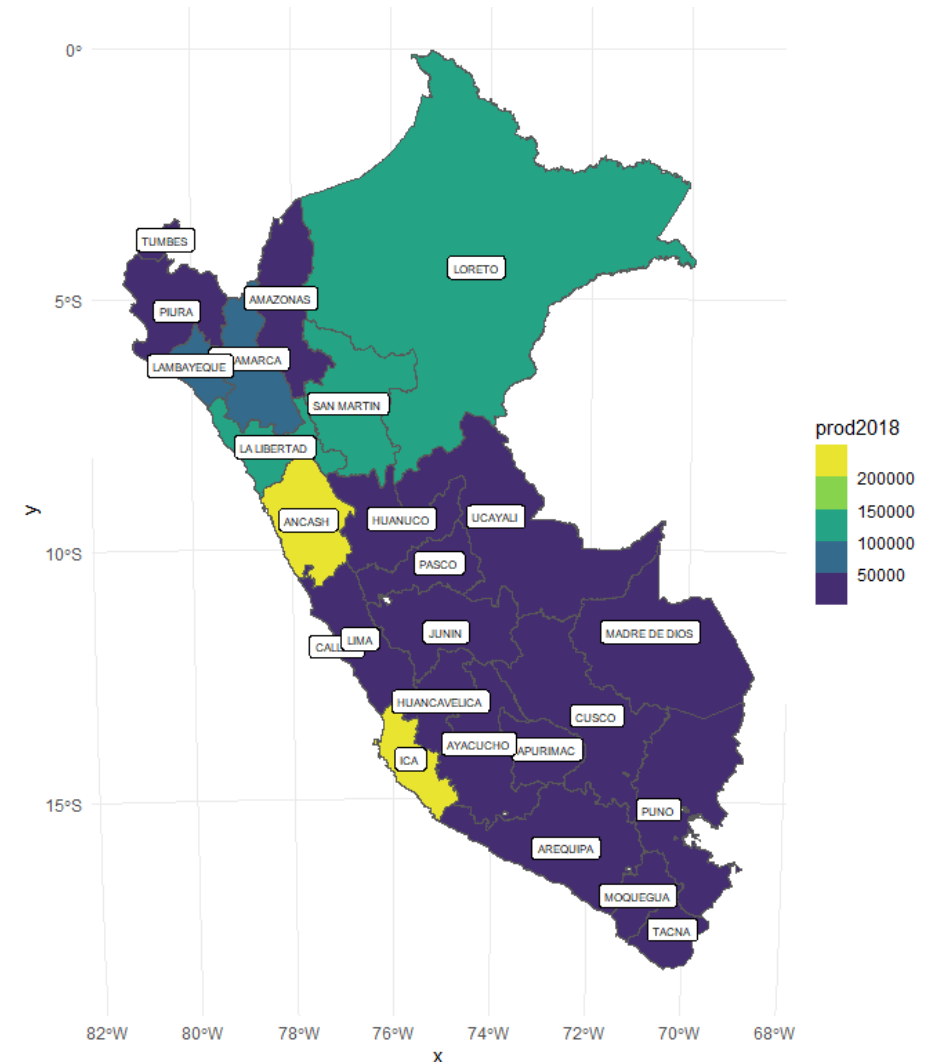 0°
5°S
10°S
15°S
y
TUMBES
LORETO
AMAZONAS
PIURA
AMARCA
LAMBAYEQUE
SAN MARTIN
LA LIBERTAD
ANCASH
HUANUCO
UCAYALI
PASCO
JUNIN
MADRE DE DIOS
LIMA
CALL
HUANCAVELICA
CUSCO
AYACUCHO
APURIMAC
ICA
PUNO
AREQUIPA
MOQUEGUA
TACNA
prod2018
200000
150000
100000
50000
82°W 80°W 78°W 76°W 74°W 72°W 70°W 68°W
x